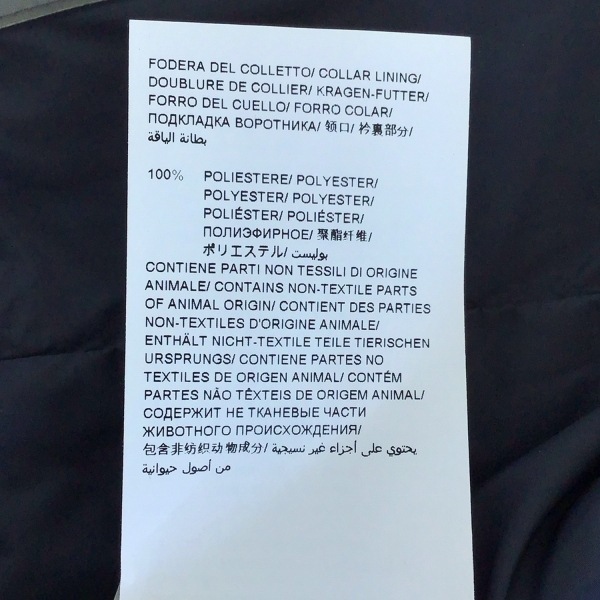 FODERA DEL COLLETTO/ COLLAR LINING/
DOUBLURE DE COLLIER/ KRAGEN-FUTTER/
FORRO DEL CUELLO/ FORRO COLAR/
ПОДКЛАДКА ВОРОТНИКА/ 领口/ 衿裏部分/
بطانة الياقة
100% POLIESTERE/ POLYESTER/
POLYESTER/ POLYESTER/
POLIÉSTER/ POLIÉSTER/
ПОЛИЭФИРНОЕ/ 聚酯纤维/
ポリエステル/ بوليست
CONTIENE PARTI NON TESSILI DI ORIGINE
ANIMALE/ CONTAINS NON-TEXTILE PARTS
OF ANIMAL ORIGIN/ CONTIENT DES PARTIES
NON-TEXTILES D'ORIGINE ANIMALE/
ENTHÄLT NICHT-TEXTILE TEILE TIERISCHEN
URSPRUNGS/ CONTIENE PARTES NO
TEXTILES DE ORIGEN ANIMAL/ CONTÉM
PARTES NÃO TÊXTEIS DE ORIGEM ANIMAL/
СОДЕРЖИТ НЕ ТКАНЕВЫЕ ЧАСТИ
ЖИВОТНОГО ПРОИСХОЖДЕНИЯ/
包含非纺织动物成分/ يحتوي على أجزاء غير نسيجية
من أصول حيوانية